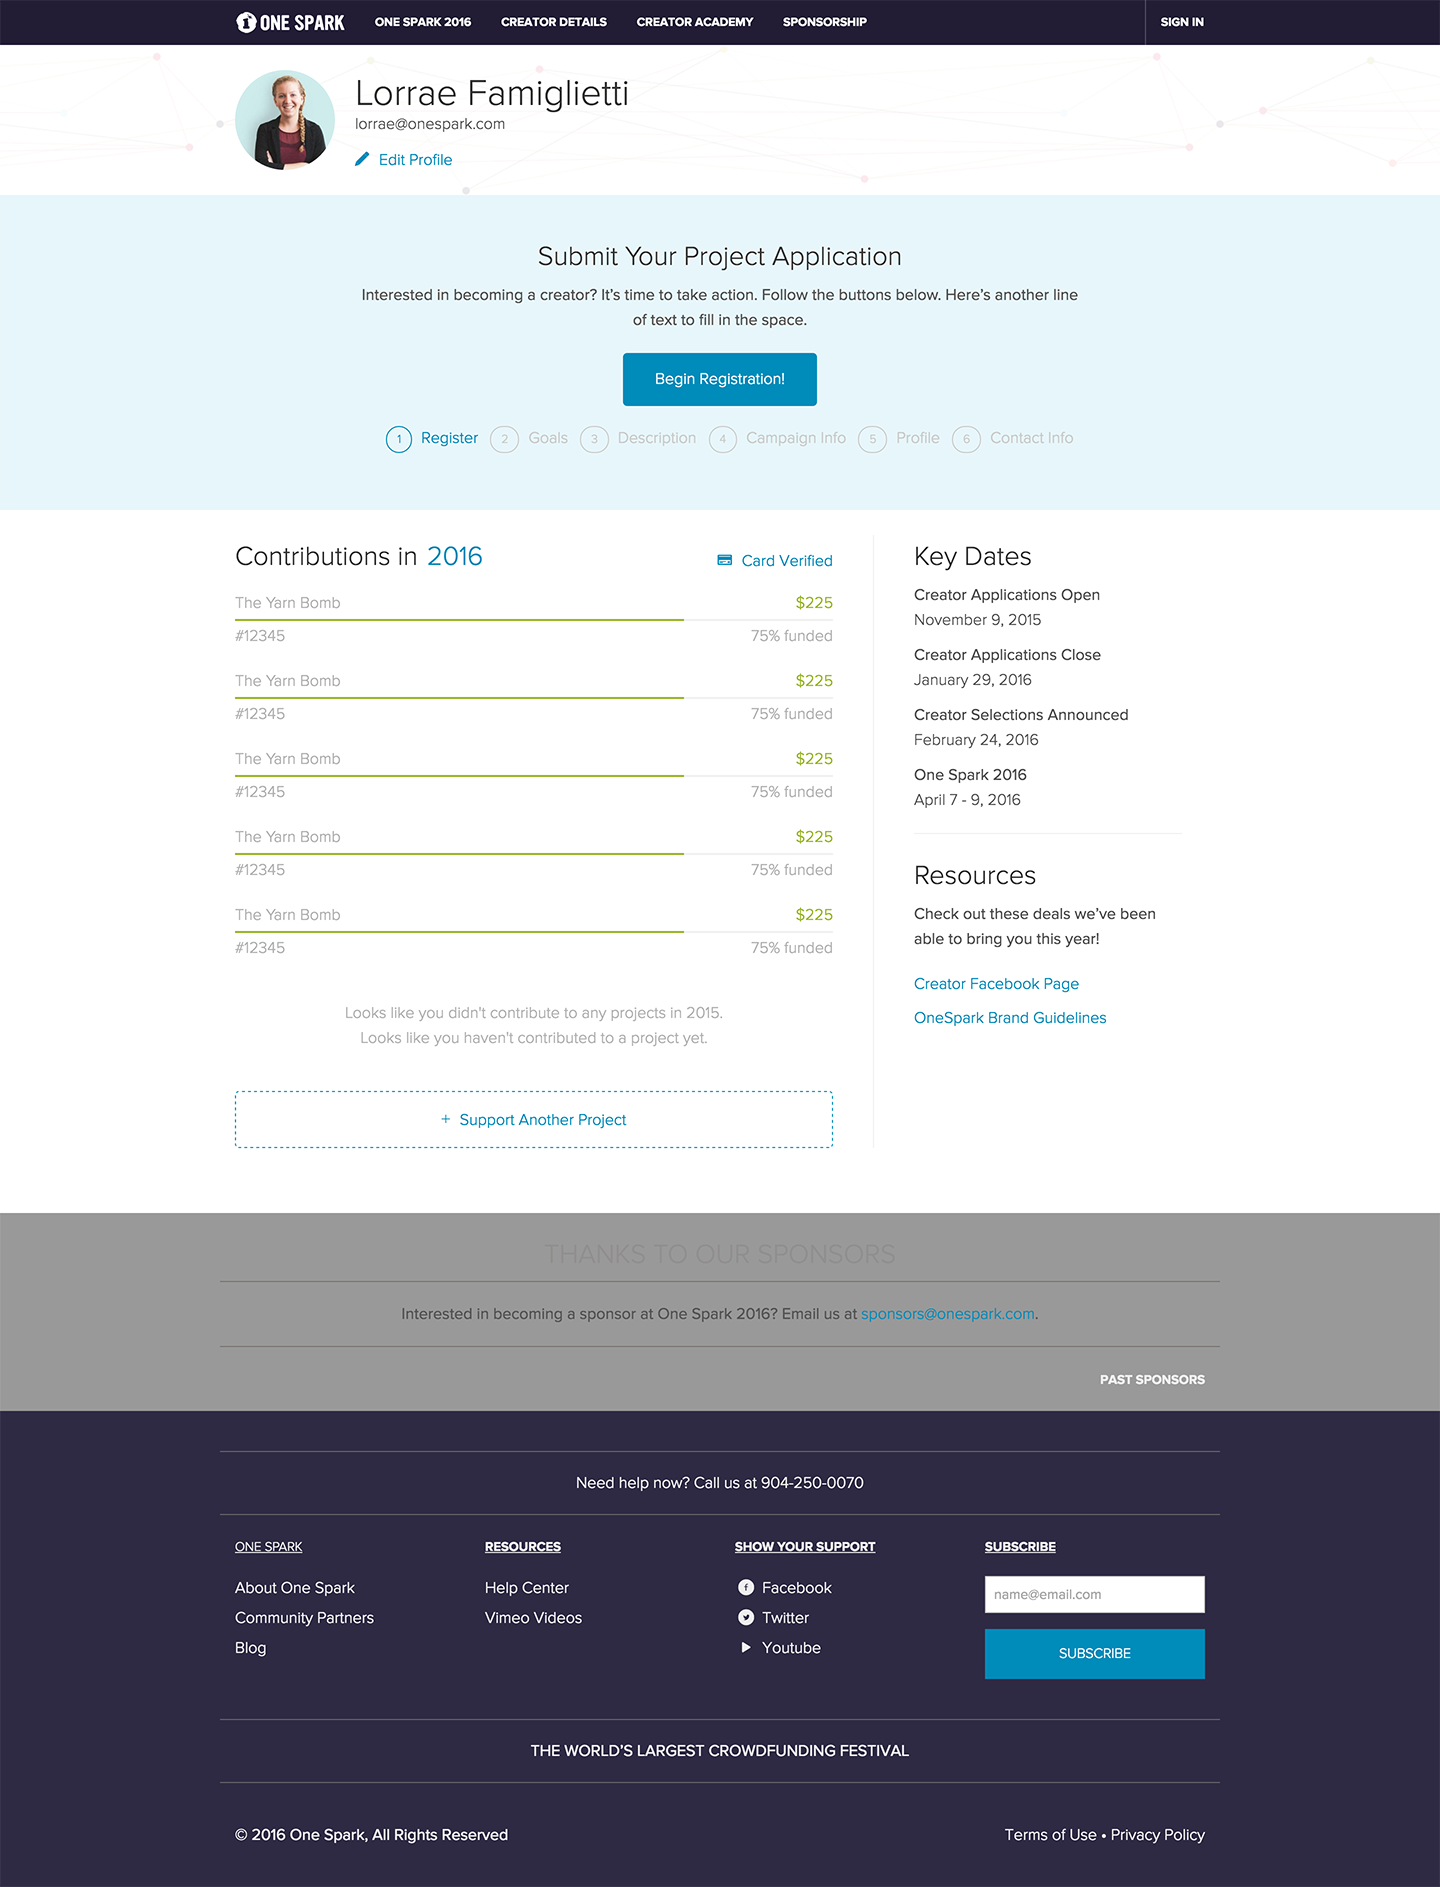 ONE SPARK
ONE SPARK 2016
CREATOR DETAILS
CREATOR ACADEMY
SPONSORSHIP
SIGN IN
Lorrae Famiglietti
lorrae@onespark.com
Edit Profile
Submit Your Project Application
Interested in becoming a creator? It's time to take action. Follow the buttons below. Here's another line
of text to fill in the space.
Begin Registration!
1 Register 2 Goals 3 Description 4 Campaign Info 5 Profile 6 Contact Info
Contributions in 2016
Card Verified
The Yarn Bomb $225
#12345 75% funded
The Yarn Bomb $225
#12345 75% funded
The Yarn Bomb $225
#12345 75% funded
The Yarn Bomb $225
#12345 75% funded
The Yarn Bomb $225
#12345 75% funded
Looks like you didn't contribute to any projects in 2015.
Looks like you haven't contributed to a project yet.
+ Support Another Project
Key Dates
Creator Applications Open
November 9, 2015
Creator Applications Close
January 29, 2016
Creator Selections Announced
February 24, 2016
One Spark 2016
April 7 - 9, 2016
Resources
Check out these deals we've been
able to bring you this year!
Creator Facebook Page
OneSpark Brand Guidelines
THANKS TO OUR SPONSORS
Interested in becoming a sponsor at One Spark 2016? Email us at sponsors@onespark.com.
PAST SPONSORS
Need help now? Call us at 904-250-0070
ONE SPARK
About One Spark
Community Partners
Blog
RESOURCES
Help Center
Vimeo Videos
SHOW YOUR SUPPORT
Facebook
Twitter
Youtube
SUBSCRIBE
name@email.com
SUBSCRIBE
THE WORLD'S LARGEST CROWDFUNDING FESTIVAL
© 2016 One Spark, All Rights Reserved
Terms of Use • Privacy Policy